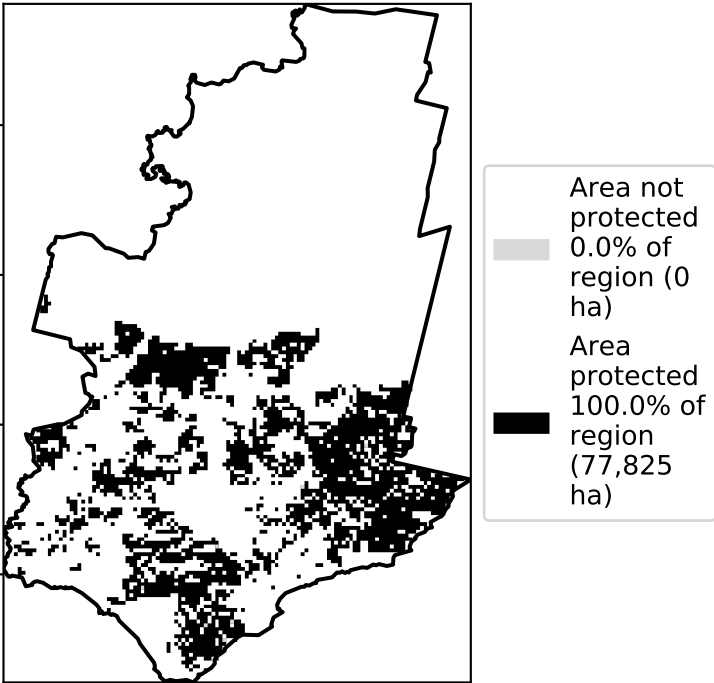 Area not
protected
0.0% of
region (0
ha)
Area
protected
100.0% of
region
(77,825
ha)